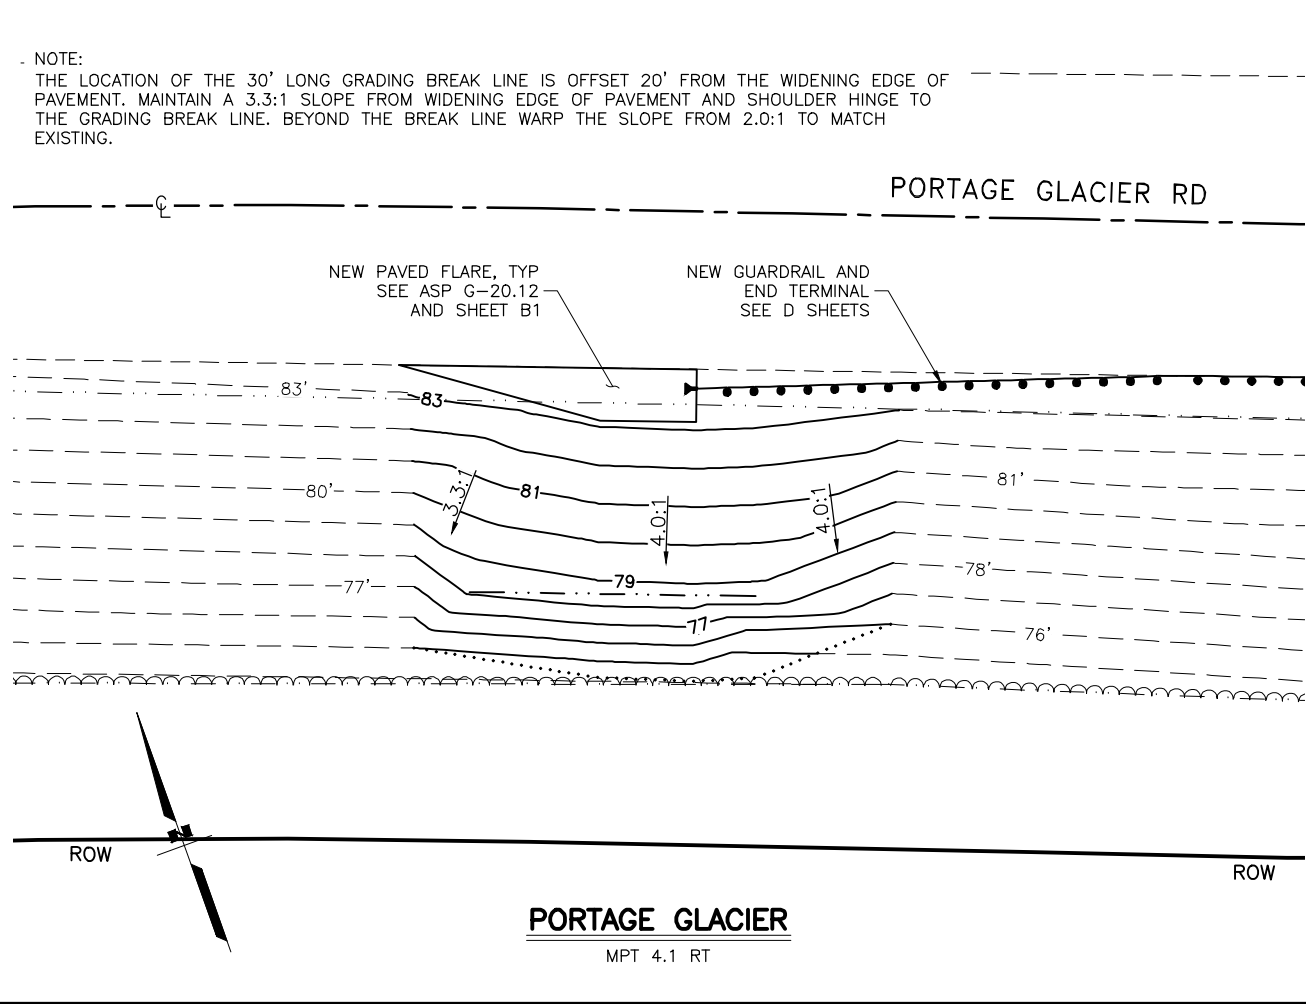 NOTE:
THE LOCATION OF THE 30' LONG GRADING BREAK LINE IS OFFSET 20' FROM THE WIDENING EDGE OF
PAVEMENT. MAINTAIN A 3.3:1 SLOPE FROM WIDENING EDGE OF PAVEMENT AND SHOULDER HINGE TO
THE GRADING BREAK LINE. BEYOND THE BREAK LINE WARP THE SLOPE FROM 2.0:1 TO MATCH
EXISTING.
PORTAGE GLACIER RD
℄
NEW PAVED FLARE, TYP
SEE ASP G-20.12
AND SHEET B1
NEW GUARDRAIL AND
END TERMINAL
SEE D SHEETS
83'
83
81
81'
80'
3.3:1
4.0:1
4.0:1
79
78'
77'
77
76'
N
ROW
ROW
PORTAGE GLACIER
MPT 4.1 RT